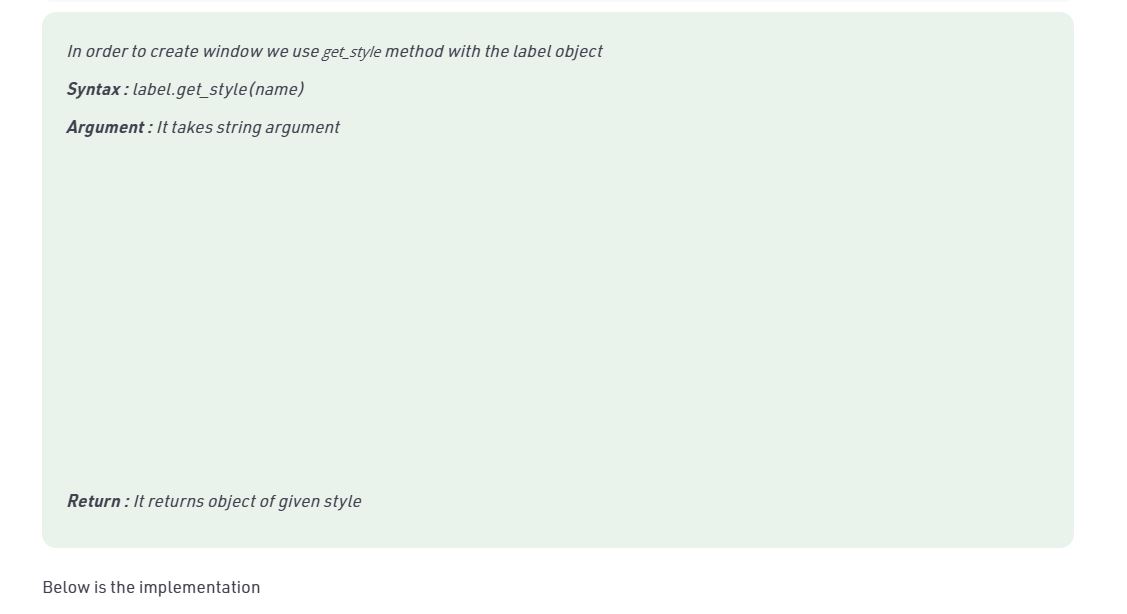 In order to create window we use get_style method with the label object
Syntax : label.get_style(name)
Argument : It takes string argument
Return : It returns object of given style
Below is the implementation